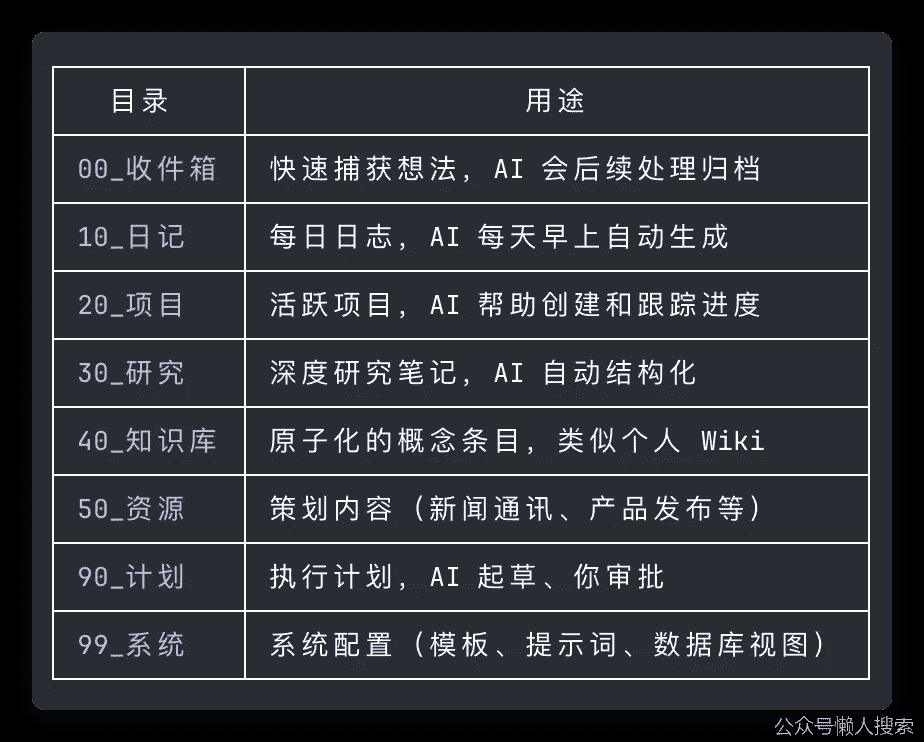 目录 用途
00_收件箱 快速捕获想法，AI 会后续处理归档
10_日记 每日日志，AI 每天早上自动生成
20_项目 活跃项目，AI 帮助创建和跟踪进度
30_研究 深度研究笔记，AI 自动结构化
40_知识库 原子化的概念条目，类似个人 Wiki
50_资源 策划内容（新闻通讯、产品发布等）
90_计划 执行计划，AI 起草、你审批
99_系统 系统配置（模板、提示词、数据库视图）
公众号懒人搜索